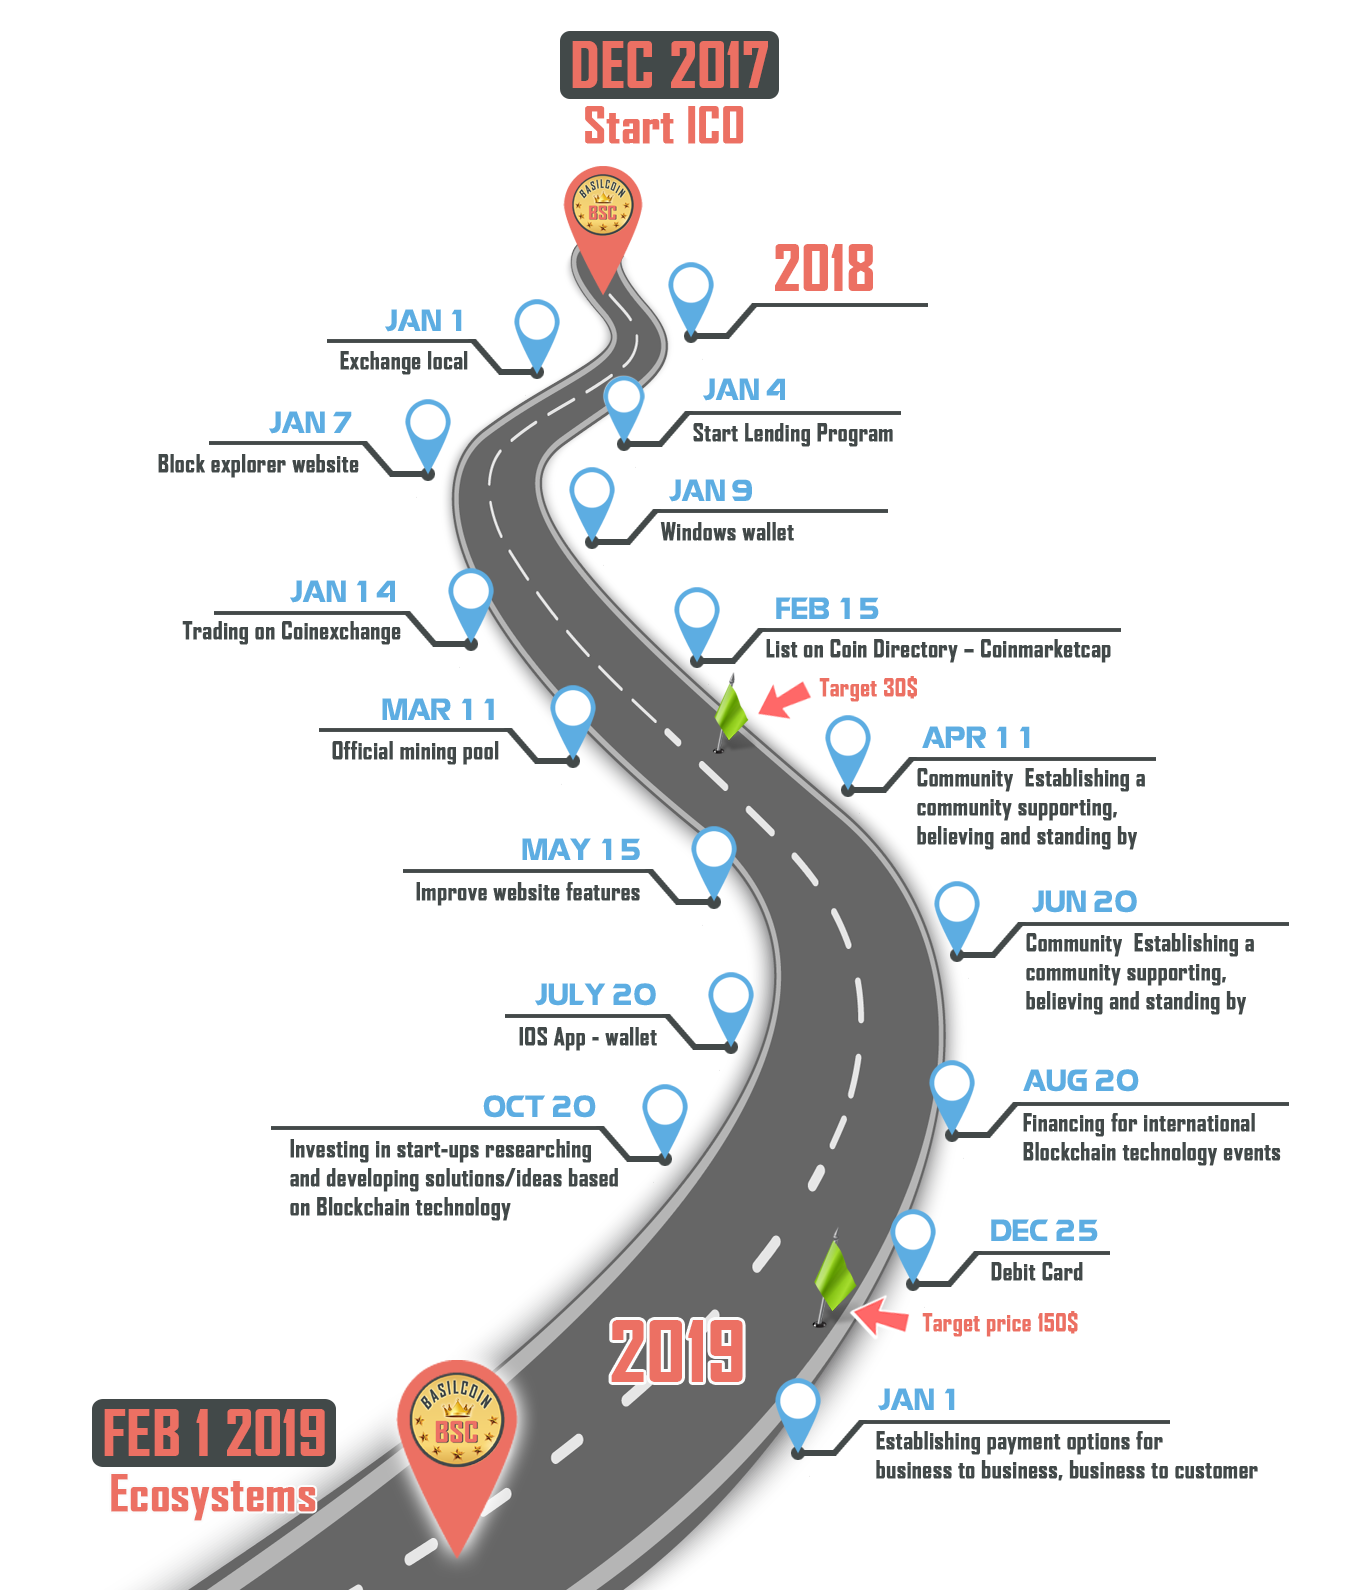 DEC 2017
Start ICO
BASILCOIN
BSC
2018
JAN 1
Exchange local
JAN 4
Start Lending Program
JAN 7
Block explorer website
JAN 9
Windows wallet
JAN 14
Trading on Coinexchange
FEB 15
List on Coin Directory – Coinmarketcap
Target 30$
MAR 11
Official mining pool
APR 11
Community  Establishing a
community supporting,
believing and standing by
MAY 15
Improve website features
JUN 20
Community  Establishing a
community supporting,
believing and standing by
JULY 20
IOS App - wallet
AUG 20
Financing for international
Blockchain technology events
OCT 20
Investing in start-ups researching
and developing solutions/ideas based
on Blockchain technology
DEC 25
Debit Card
Target price 150$
2019
JAN 1
Establishing payment options for
business to business, business to customer
BASILCOIN
BSC
FEB 1 2019
Ecosystems